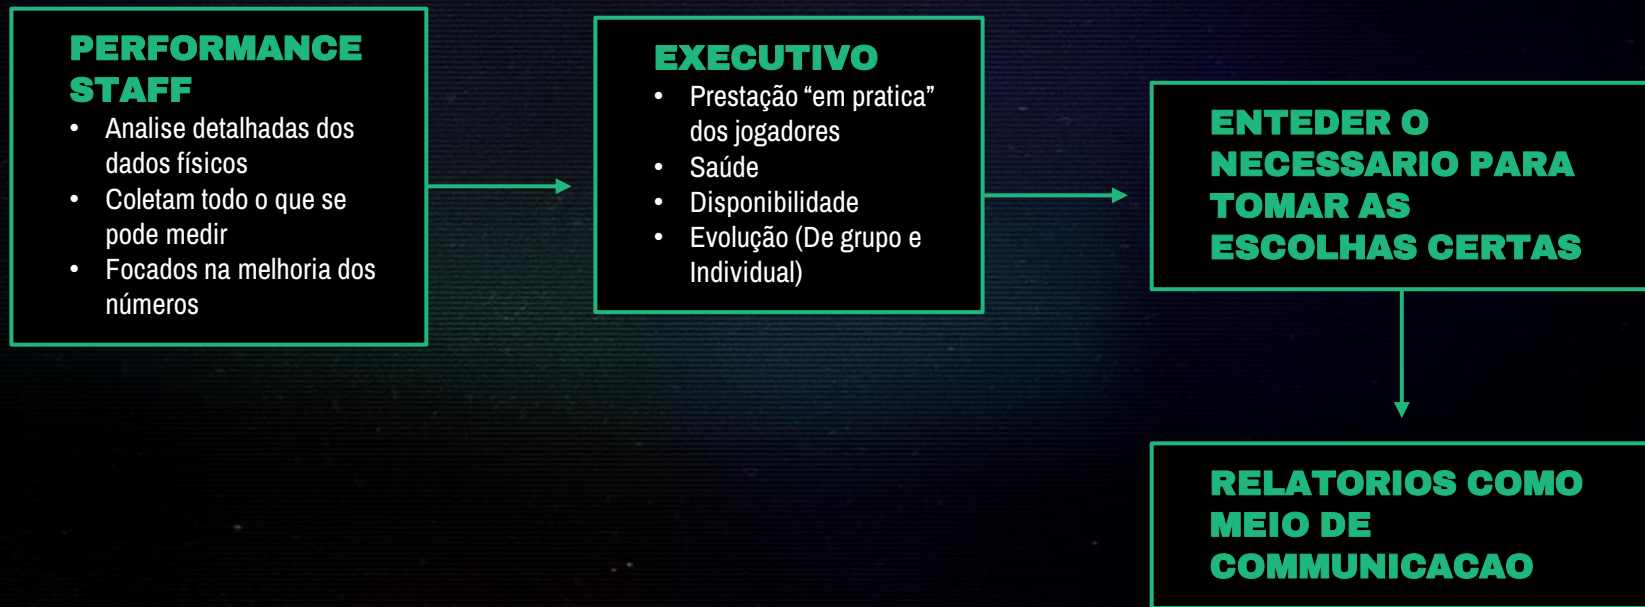 PERFORMANCE
STAFF
• Analise detalhadas dos
dados físicos
• Coletam todo o que se
pode medir
• Focados na melhoria dos
números
EXECUTIVO
• Prestação “em pratica”
dos jogadores
• Saúde
• Disponibilidade
• Evolução (De grupo e
Individual)
ENTEDER O
NECESSARIO PARA
TOMAR AS
ESCOLHAS CERTAS
RELATORIOS COMO
MEIO DE
COMMUNICACAO